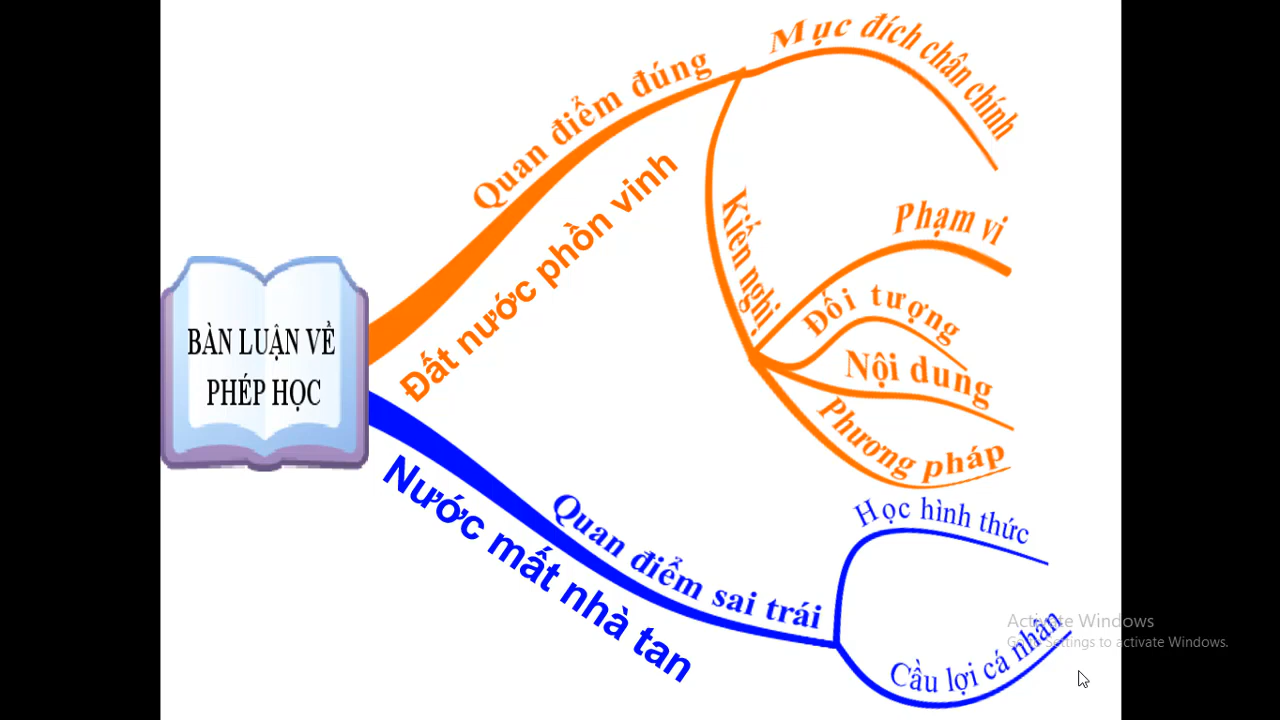 BÀN LUẬN VỀ
PHÉP HỌC
Quan điểm đúng
Đất nước phồn vinh
Mục đích chân chính
Kiến nghị
Phạm vi
Đối tượng
Nội dung
Phương pháp
Quan điểm sai trái
Nước mất nhà tan
Học hình thức
Cầu lợi cá nhân
Activate Windows
Go to Settings to activate Windows.